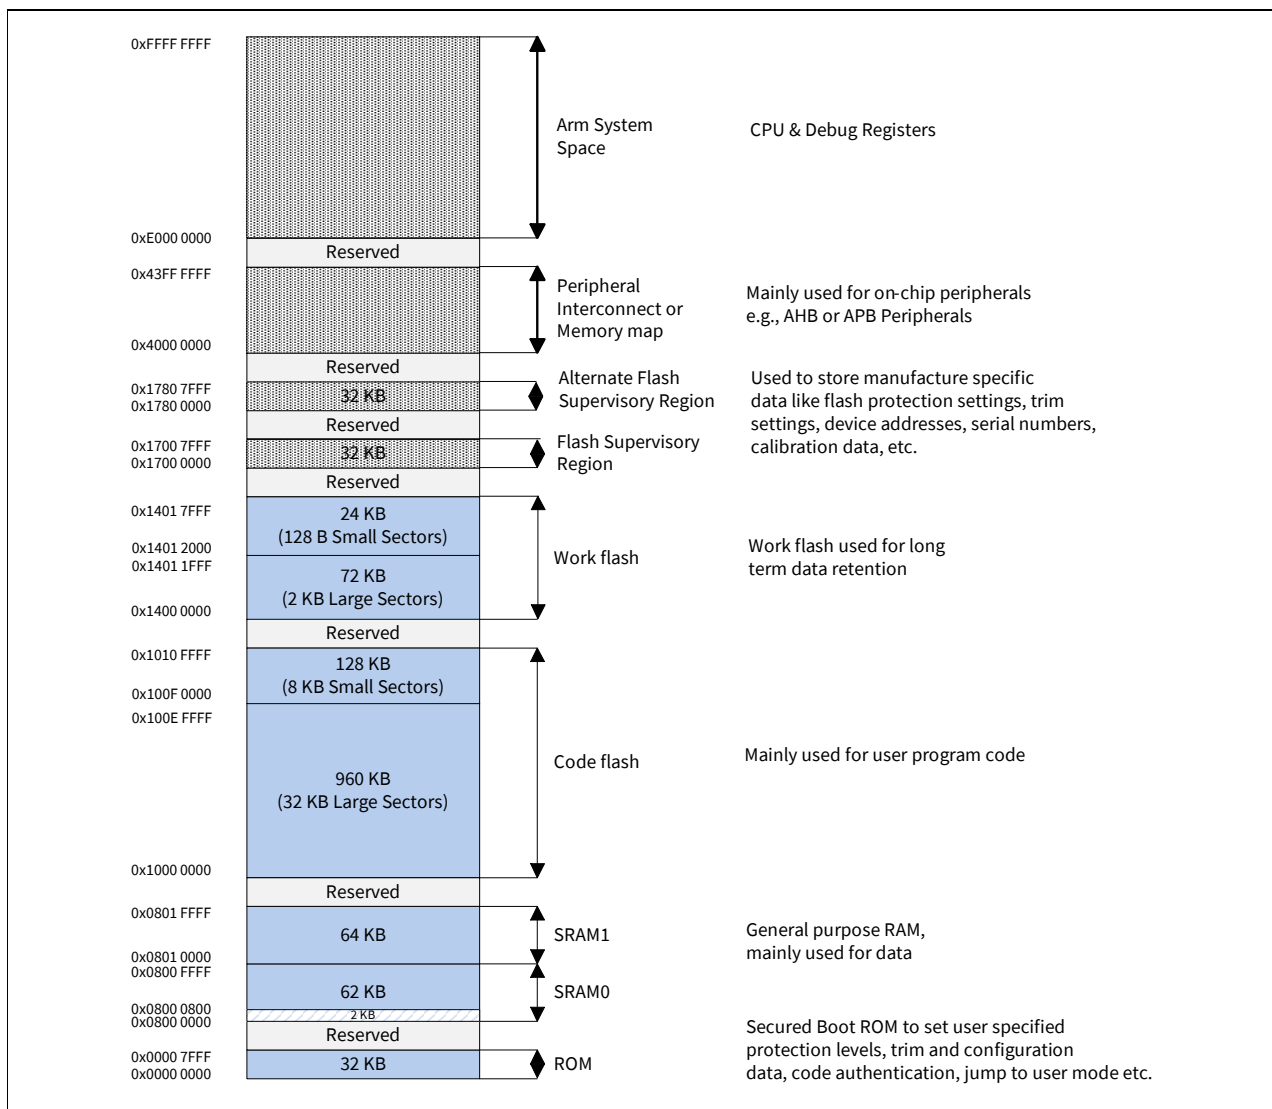 0xFFFF FFFF
Arm System
Space
CPU & Debug Registers
0xE000 0000
Reserved
0x43FF FFFF
Peripheral
Interconnect or
Memory map
Mainly used for on-chip peripherals
e.g., AHB or APB Peripherals
0x4000 0000
Reserved
0x1780 7FFF
32 KB
0x1780 0000
Alternate Flash
Supervisory Region
Used to store manufacture specific
data like flash protection settings, trim
settings, device addresses, serial numbers,
calibration data, etc.
Reserved
0x1700 7FFF
32 KB
0x1700 0000
Flash Supervisory
Region
Reserved
0x1401 7FFF
24 KB
(128 B Small Sectors)
0x1401 2000
0x1401 1FFF
72 KB
(2 KB Large Sectors)
0x1400 0000
Work flash
Work flash used for long
term data retention
Reserved
0x1010 FFFF
128 KB
(8 KB Small Sectors)
0x100F 0000
0x100E FFFF
960 KB
(32 KB Large Sectors)
0x1000 0000
Code flash
Mainly used for user program code
Reserved
0x0801 FFFF
64 KB
0x0801 0000
SRAM1
General purpose RAM,
mainly used for data
0x0800 FFFF
62 KB
0x0800 0800
2 KB
0x0800 0000
SRAM0
Reserved
0x0000 7FFF
32 KB
0x0000 0000
ROM
Secured Boot ROM to set user specified
protection levels, trim and configuration
data, code authentication, jump to user mode etc.